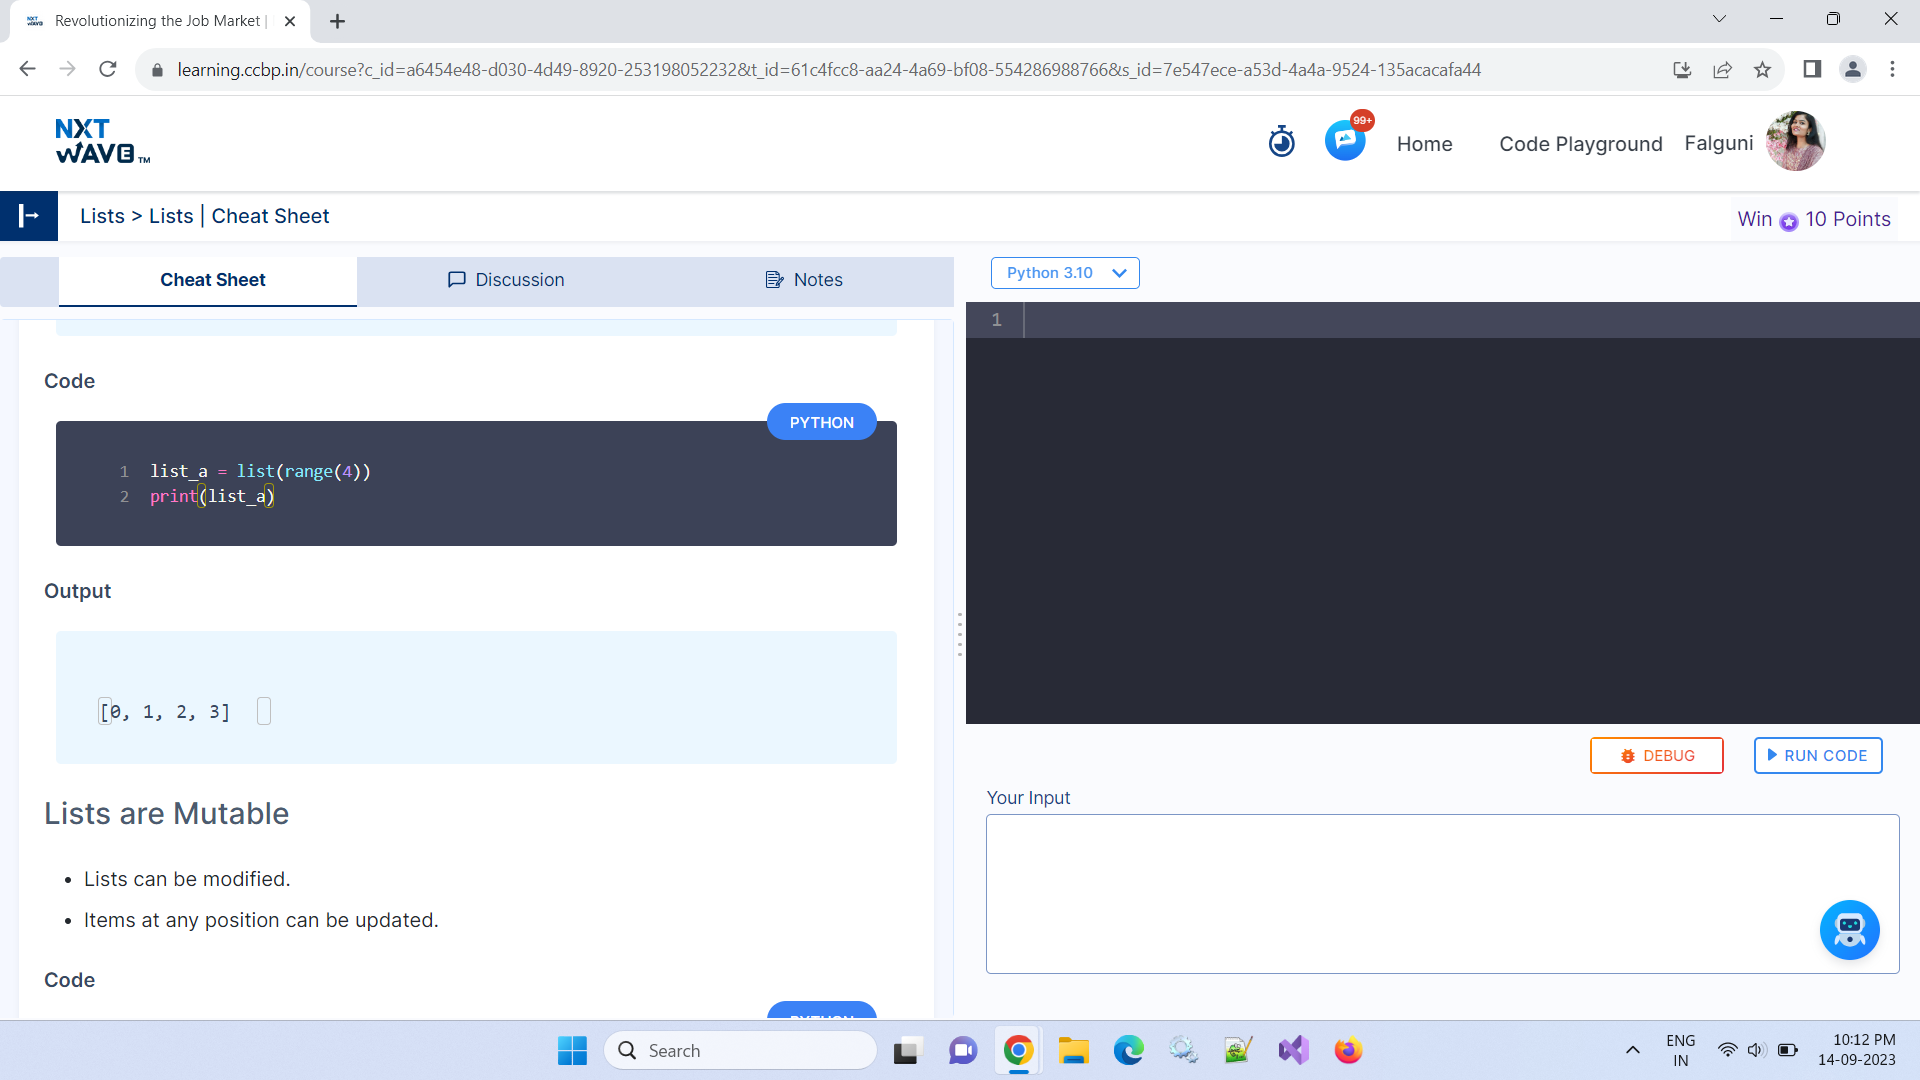 NXT
WAVE
Revolutionizing the Job Market |
learning.ccbp.in/course?c_id=a6454e48-d030-4d49-8920-253198052232&t_id=61c4fcc8-aa24-4a69-bf08-554286988766&s_id=7e547ece-a53d-4a4a-9524-135acacafa44
NXT
WAVE TM
99+
Home
Code Playground
Falguni
Lists > Lists | Cheat Sheet
Win 10 Points
Cheat Sheet
Discussion
Notes
Code
PYTHON
1 list_a = list(range(4))
2 print(list_a)
Output
[0, 1, 2, 3]
Lists are Mutable
• Lists can be modified.
• Items at any position can be updated.
Code
PYTHON
Python 3.10
1
DEBUG
RUN CODE
Your Input
Search
ENG
IN
10:12 PM
14-09-2023